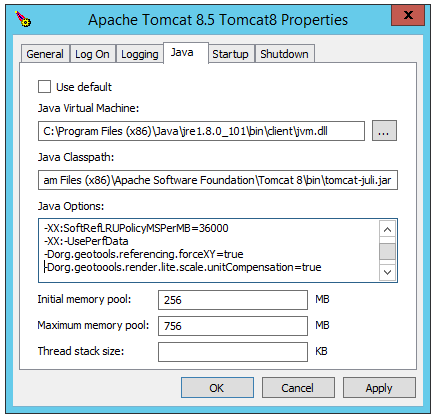 Apache Tomcat 8.5 Tomcat8 Properties
x
General Log On Logging Java Startup Shutdown
Use default
Java Virtual Machine:
C:\Program Files (x86)\Java\jre1.8.0_101\bin\client\jvm.dll ...
Java Classpath:
am Files (x86)\Apache Software Foundation\Tomcat 8\bin\tomcat-juli.jar
Java Options:
-XX:SoftRefLRUPolicyMSPerMB=36000
-XX:-UsePerfData
-Dorg.geotools.referencing.forceXY=true
-Dorg.geotoools.render.lite.scale.unitCompensation=true
Initial memory pool: 256 MB
Maximum memory pool: 756 MB
Thread stack size: KB
OK Cancel Apply